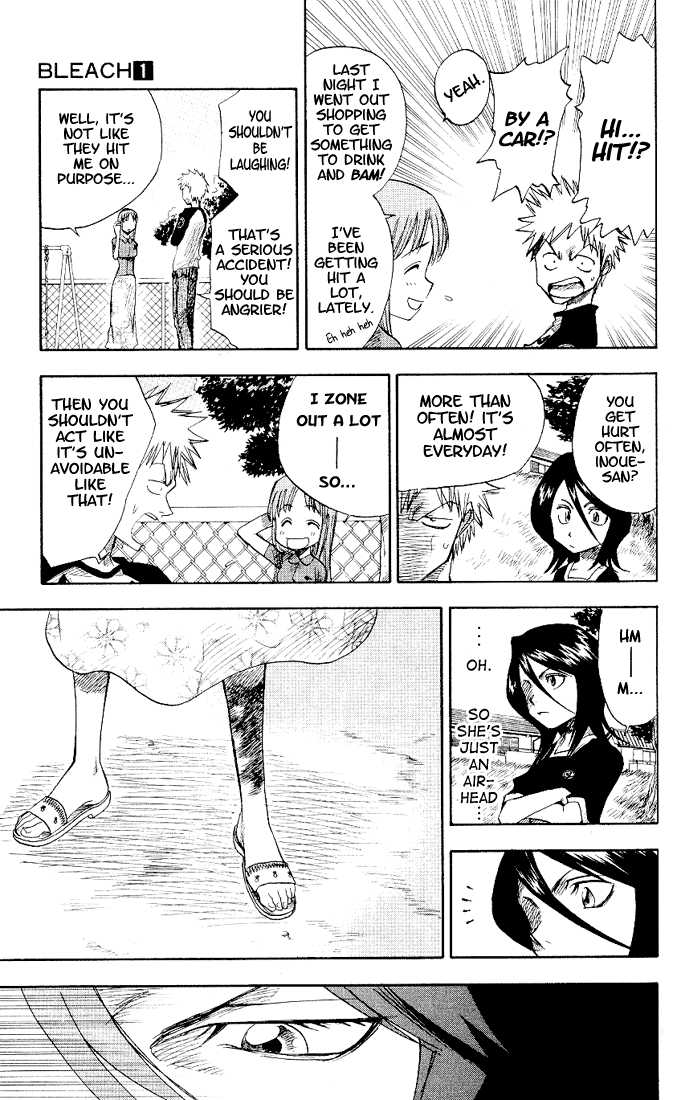 BLEACH 1
HI...
HIT!?
BY A
CAR!?
YEAH.
LAST
NIGHT I
WENT OUT
SHOPPING
TO GET
SOMETHING
TO DRINK
AND BAM!
I'VE
BEEN
GETTING
HIT A
LOT,
LATELY.
Eh heh heh
YOU
SHOULDN'T
BE
LAUGHING!
THAT'S
A SERIOUS
ACCIDENT!
YOU
SHOULD BE
ANGRIER!
WELL, IT'S
NOT LIKE
THEY HIT
ME ON
PURPOSE...
YOU
GET
HURT
OFTEN,
INOUE-
SAN?
MORE THAN
OFTEN! IT'S
ALMOST
EVERYDAY!
I ZONE
OUT A LOT
—
SO...
THEN YOU
SHOULDN'T
ACT LIKE
IT'S UN-
AVOIDABLE
LIKE
THAT!
HM
—
M...
...
OH.
SO
SHE'S
JUST
AN
AIR-
HEAD
...